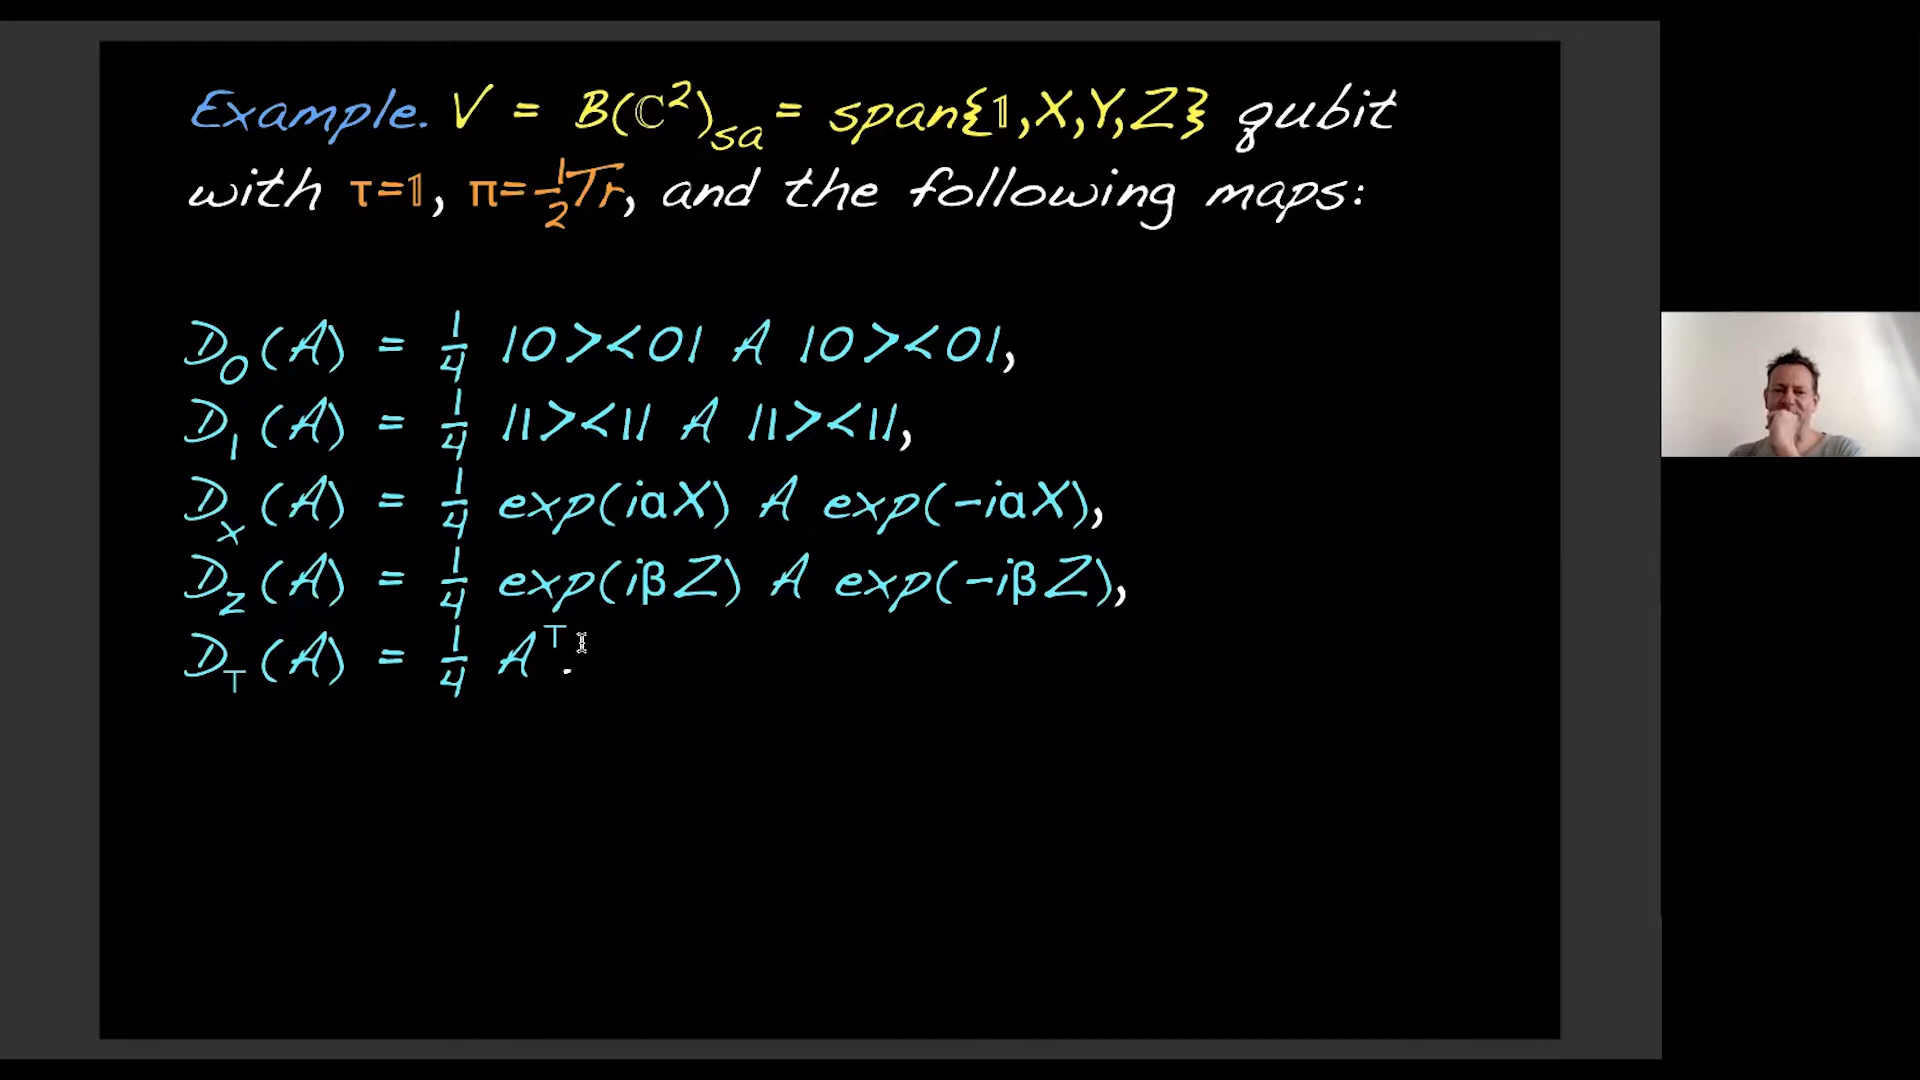 Example. V = B(ℂ²)ₛₐ = span{𝟙,X,Y,Z} qubit
with τ=𝟙, π=½Tr, and the following maps:
D₀(A) = ¼ |0><0| A |0><0|,
D₁(A) = ¼ |1><1| A |1><1|,
Dₓ(A) = ¼ exp(iαX) A exp(-iαX),
D_Z(A) = ¼ exp(iβZ) A exp(-iβZ),
D_T(A) = ¼ Aᵀ.